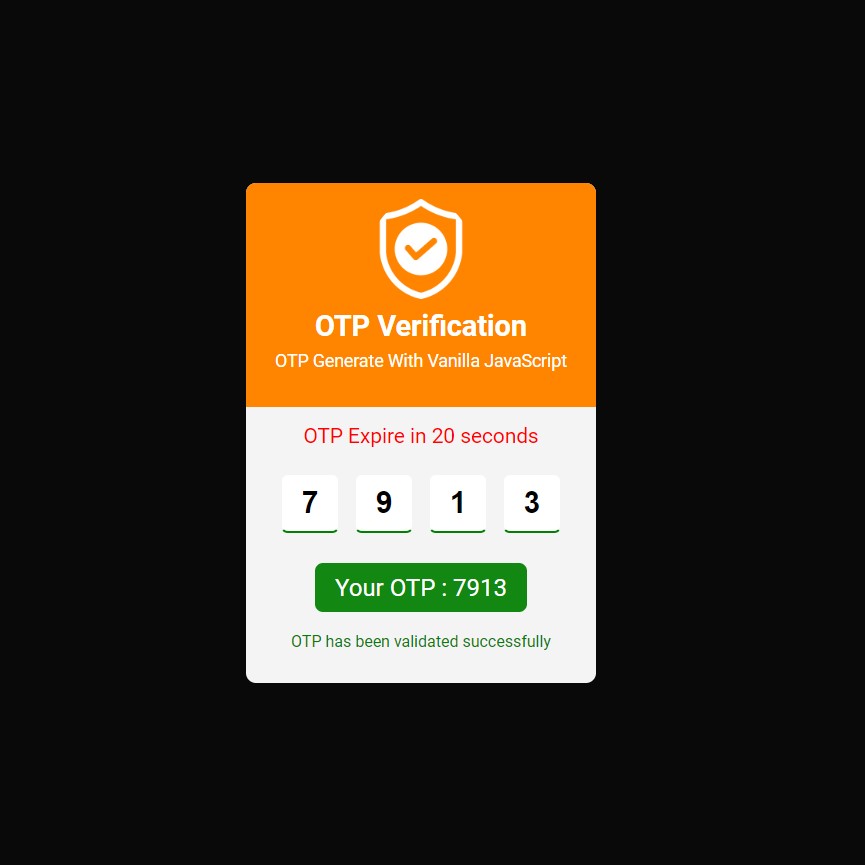 OTP Verification
OTP Generate With Vanilla JavaScript
OTP Expire in 20 seconds
7 9 1 3
Your OTP : 7913
OTP has been validated successfully